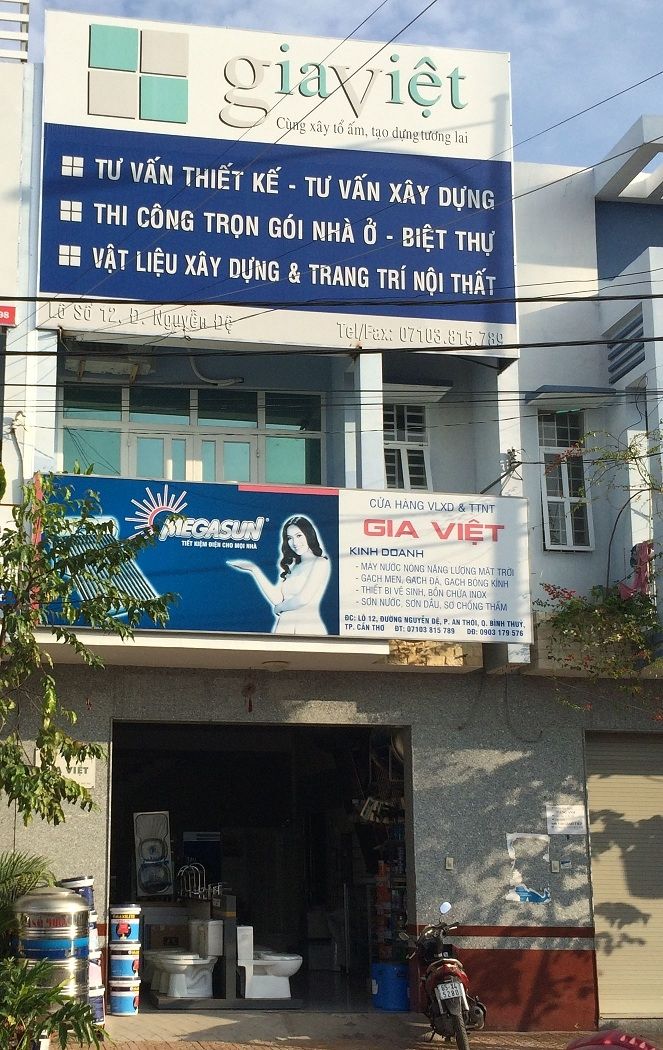 giaviệt
Cùng xây tổ ấm, tạo dựng tương lai
TƯ VẤN THIẾT KẾ - TƯ VẤN XÂY DỰNG
THI CÔNG TRỌN GÓI NHÀ Ở - BIỆT THỰ
VẬT LIỆU XÂY DỰNG & TRANG TRÍ NỘI THẤT
Lô Số 12, Đ. Nguyễn Đệ
Tel/Fax: 07103.815.789
98
MEGASUN®
TIẾT KIỆM ĐIỆN CHO MỌI NHÀ
CỬA HÀNG VLXD & TTNT
GIA VIỆT
KINH DOANH
- MÁY NƯỚC NÓNG NĂNG LƯỢNG MẶT TRỜI
- GẠCH MEN, GẠCH ĐÁ, GẠCH BÓNG KÍNH
- THIẾT BỊ VỆ SINH, BỒN CHỨA INOX
- SƠN NƯỚC, SƠN DẦU, SƠ CHỐNG THẤM
ĐC: LÔ 12, ĐƯỜNG NGUYỄN ĐỆ, P. AN THỚI, Q. BÌNH THUỶ,
TP. CẦN THƠ ĐT: 07103 815 789 DĐ: 0903 179 576
VIỆT
5280